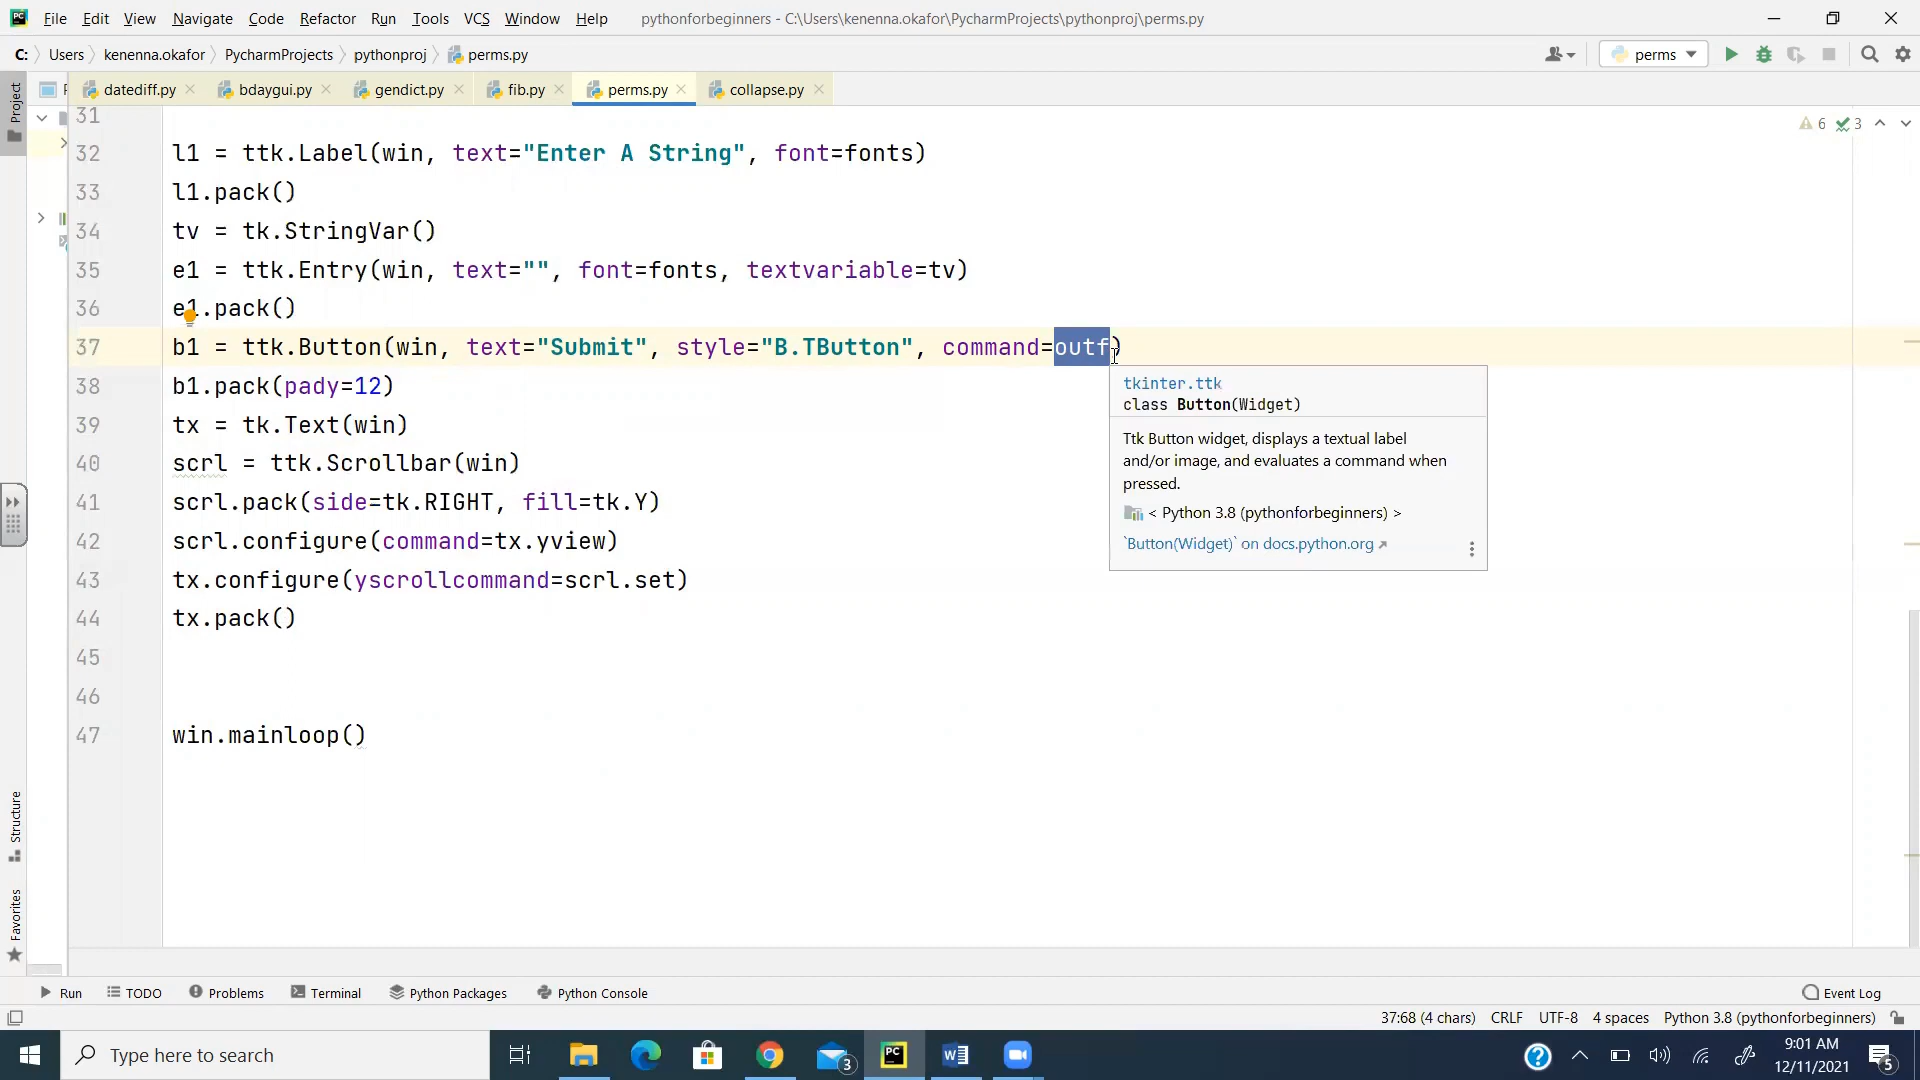 File Edit View Navigate Code Refactor Run Tools VCS Window Help pythonforbeginners - C:\Users\kenenna.okafor\PycharmProjects\pythonproj\perms.py
C: Users kenenna.okafor PycharmProjects pythonproj perms.py perms
Project
datediff.py bdaygui.py gendict.py fib.py perms.py collapse.py
6 3
31
32 l1 = ttk.Label(win, text="Enter A String", font=fonts)
33 l1.pack()
34 tv = tk.StringVar()
35 e1 = ttk.Entry(win, text="", font=fonts, textvariable=tv)
36 e1.pack()
37 b1 = ttk.Button(win, text="Submit", style="B.TButton", command=outf)
38 b1.pack(pady=12)
39 tx = tk.Text(win)
40 scrl = ttk.Scrollbar(win)
41 scrl.pack(side=tk.RIGHT, fill=tk.Y)
42 scrl.configure(command=tx.yview)
43 tx.configure(yscrollcommand=scrl.set)
44 tx.pack()
45
46
47 win.mainloop()
tkinter.ttk
class Button(Widget)
Ttk Button widget, displays a textual label
and/or image, and evaluates a command when
pressed.
< Python 3.8 (pythonforbeginners) >
`Button(Widget)` on docs.python.org
Structure
Favorites
Run TODO Problems Terminal Python Packages Python Console Event Log
37:68 (4 chars) CRLF UTF-8 4 spaces Python 3.8 (pythonforbeginners)
Type here to search
3
9:01 AM
12/11/2021
5